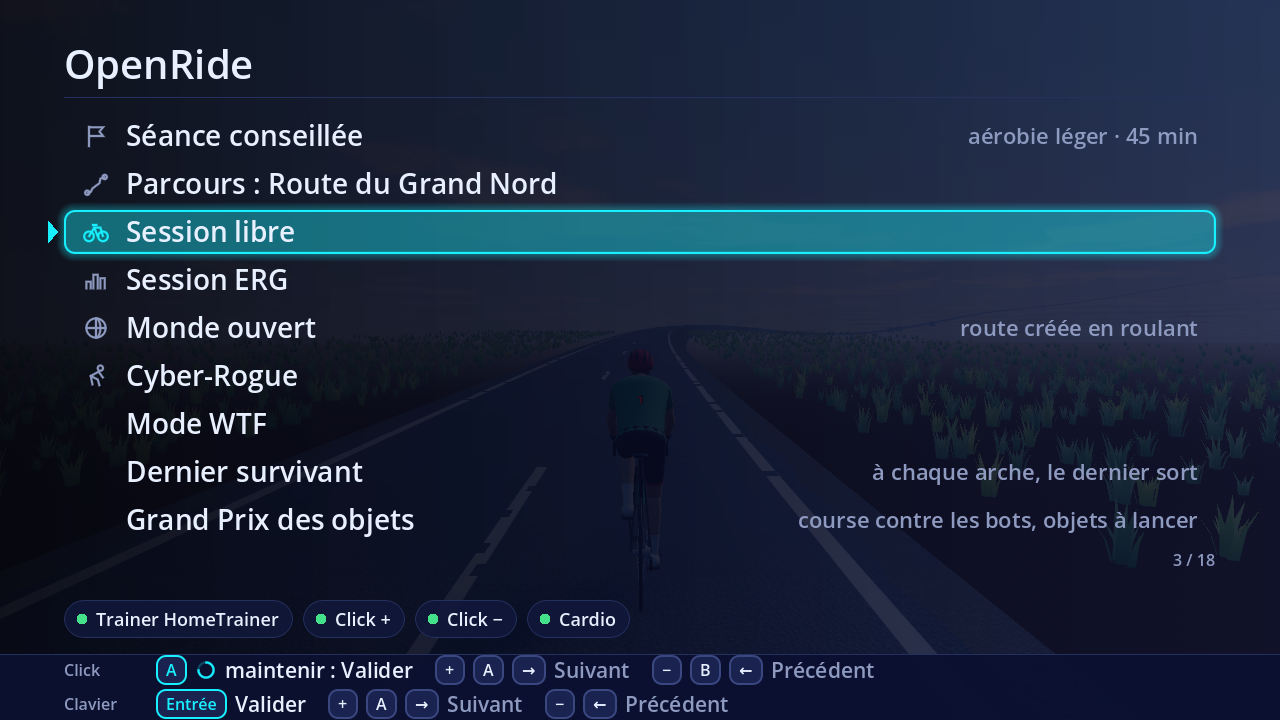 OpenRide
Séance conseillée aérobie léger · 45 min
Parcours : Route du Grand Nord
Session libre
Session ERG
Monde ouvert route créée en roulant
Cyber-Rogue
Mode WTF
Dernier survivant à chaque arche, le dernier sort
Grand Prix des objets course contre les bots, objets à lancer
3 / 18
Trainer HomeTrainer Click + Click − Cardio
Click A maintenir : Valider + A → Suivant − B ← Précédent
Clavier Entrée Valider + A → Suivant − ← Précédent